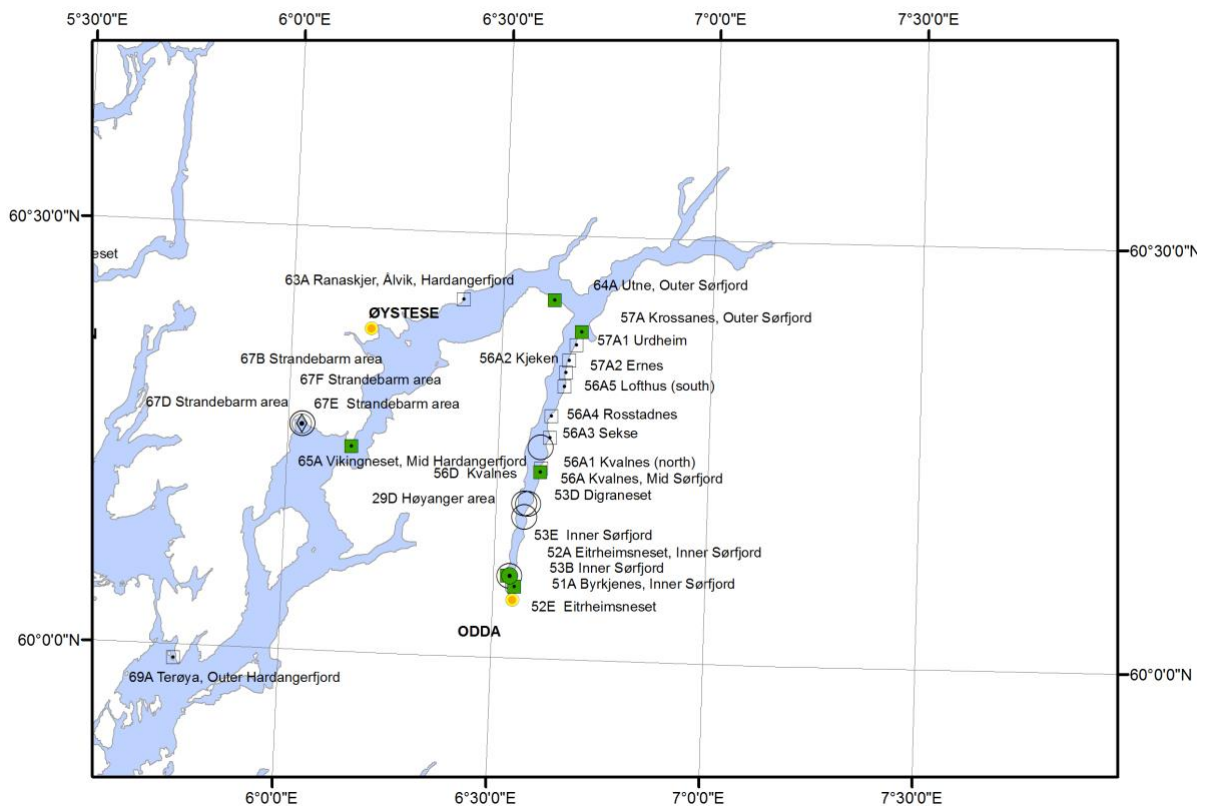 5°30'0"E
6°0'0"E
6°30'0"E
7°0'0"E
7°30'0"E
60°30'0"N
60°30'0"N
eset
63A Ranaskjer, Ålvik, Hardangerfjord
64A Utne, Outer Sørfjord
ØYSTESE
57A Krossanes, Outer Sørfjord
57A1 Urdheim
67B Strandebarm area
56A2 Kjeken
57A2 Ernes
67F Strandebarm area
56A5 Lofthus (south)
67D Strandebarm area
67E Strandebarm area
56A4 Rosstadnes
56A3 Sekse
65A Vikingneset, Mid Hardangerfjord
56A1 Kvalnes (north)
56D Kvalnes
56A Kvalnes, Mid Sørfjord
29D Høyanger area
53D Digraneset
53E Inner Sørfjord
52A Eitrheimsneset, Inner Sørfjord
53B Inner Sørfjord
51A Byrkjenes, Inner Sørfjord
52E Eitrheimsneset
ODDA
60°0'0"N
60°0'0"N
69A Terøya, Outer Hardangerfjord
6°0'0"E
6°30'0"E
7°0'0"E
7°30'0"E